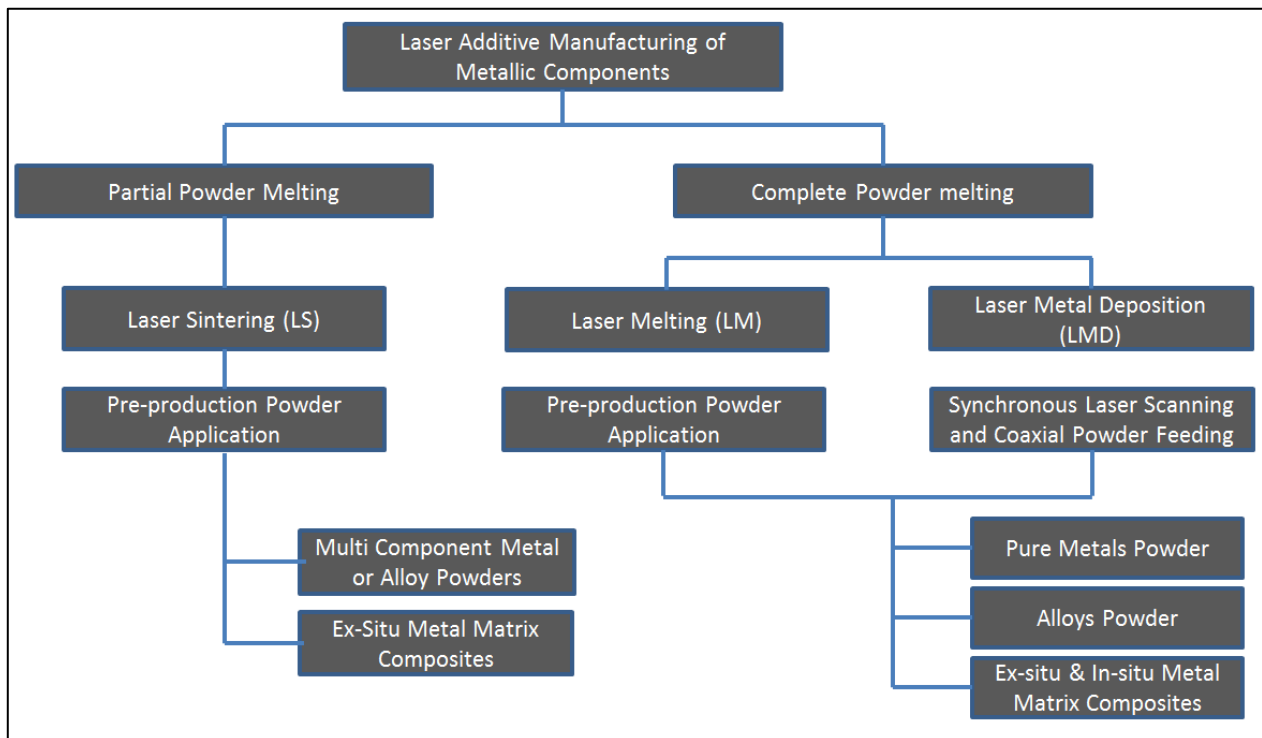 Laser Additive Manufacturing of
Metallic Components
Partial Powder Melting
Complete Powder melting
Laser Sintering (LS)
Laser Melting (LM)
Laser Metal Deposition
(LMD)
Pre-production Powder
Application
Pre-production Powder
Application
Synchronous Laser Scanning
and Coaxial Powder Feeding
Multi Component Metal
or Alloy Powders
Ex-Situ Metal Matrix
Composites
Pure Metals Powder
Alloys Powder
Ex-situ & In-situ Metal
Matrix Composites